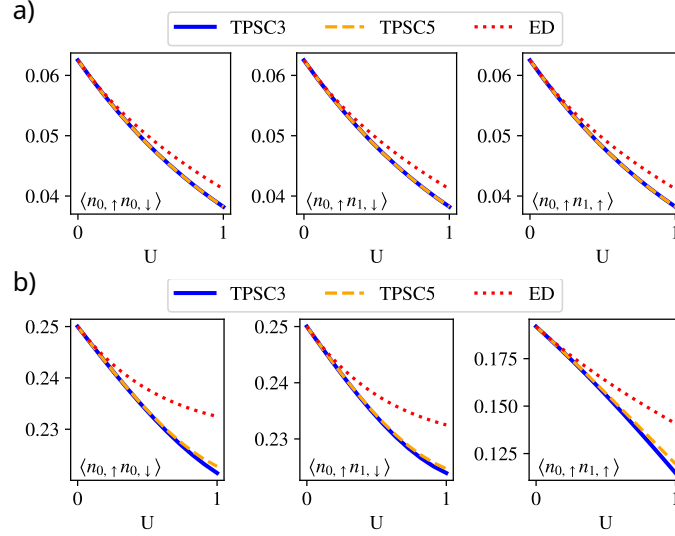 a)
TPSC3 TPSC5 ED
0.06
0.05
0.04
⟨n0,↑n0,↓⟩
0 1
U
0.06
0.05
0.04
⟨n0,↑n1,↓⟩
0 1
U
0.06
0.05
0.04
⟨n0,↑n1,↑⟩
0 1
U
b)
TPSC3 TPSC5 ED
0.25
0.24
0.23
⟨n0,↑n0,↓⟩
0 1
U
0.25
0.24
0.23
⟨n0,↑n1,↓⟩
0 1
U
0.175
0.150
0.125
⟨n0,↑n1,↑⟩
0 1
U